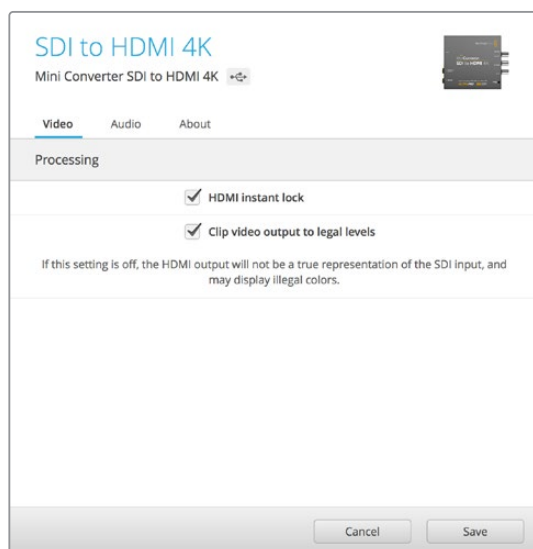 SDI to HDMI 4K
Mini Converter SDI to HDMI 4K
Video Audio About
Processing
HDMI instant lock
Clip video output to legal levels
If this setting is off, the HDMI output will not be a true representation of the SDI input, and
may display illegal colors.
Cancel Save